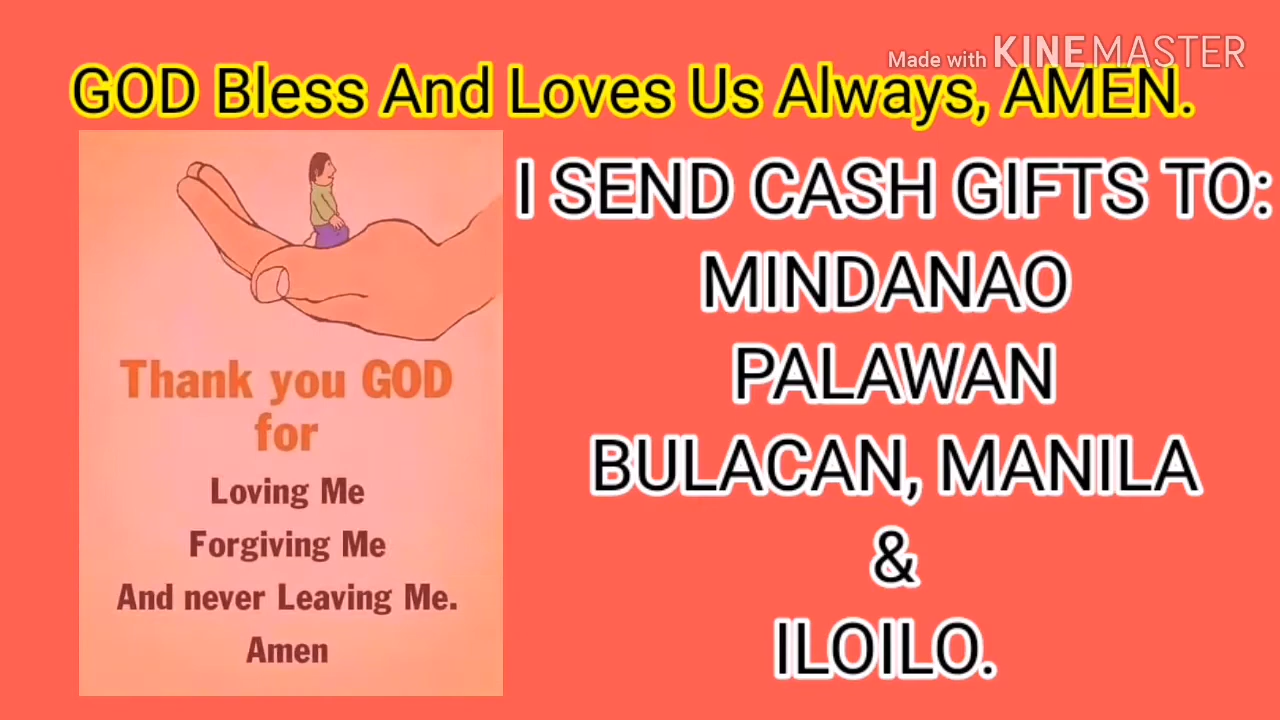 Made with KINEMASTER
GOD Bless And Loves Us Always, AMEN.
Thank you GOD
for
Loving Me
Forgiving Me
And never Leaving Me.
Amen
I SEND CASH GIFTS TO:
MINDANAO
PALAWAN
BULACAN, MANILA
&
ILOILO.